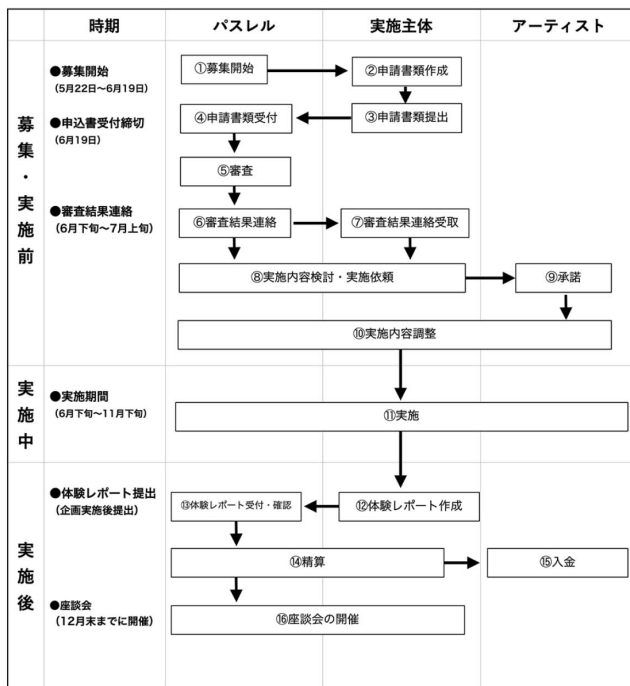 時期
パスレル
実施主体
アーティスト
募集・実施前
●募集開始
（5月22日〜6月19日）
①募集開始
②申請書類作成
●申込書受付締切
（6月19日）
④申請書類受付
③申請書類提出
⑤審査
●審査結果連絡
（6月下旬〜7月上旬）
⑥審査結果連絡
⑦審査結果連絡受取
⑧実施内容検討・実施依頼
⑨承諾
⑩実施内容調整
実施中
●実施期間
（6月下旬〜11月下旬）
⑪実施
実施後
●体験レポート提出
（企画実施後提出）
⑬体験レポート受付・確認
⑫体験レポート作成
⑭精算
⑮入金
●座談会
（12月末までに開催）
⑯座談会の開催